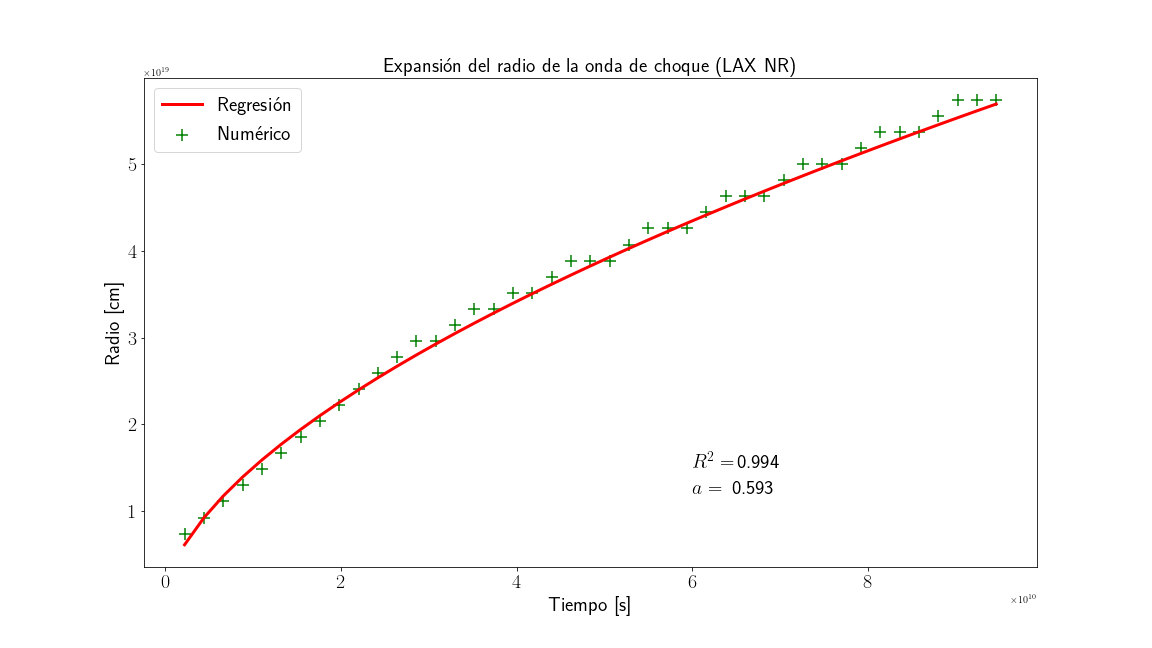 Expansión del radio de la onda de choque (LAX NR)
×10¹⁹
Regresión
Numérico
5
4
3
2
1
Radio [cm]
R² = 0.994
a = 0.593
0 2 4 6 8
×10¹⁰
Tiempo [s]